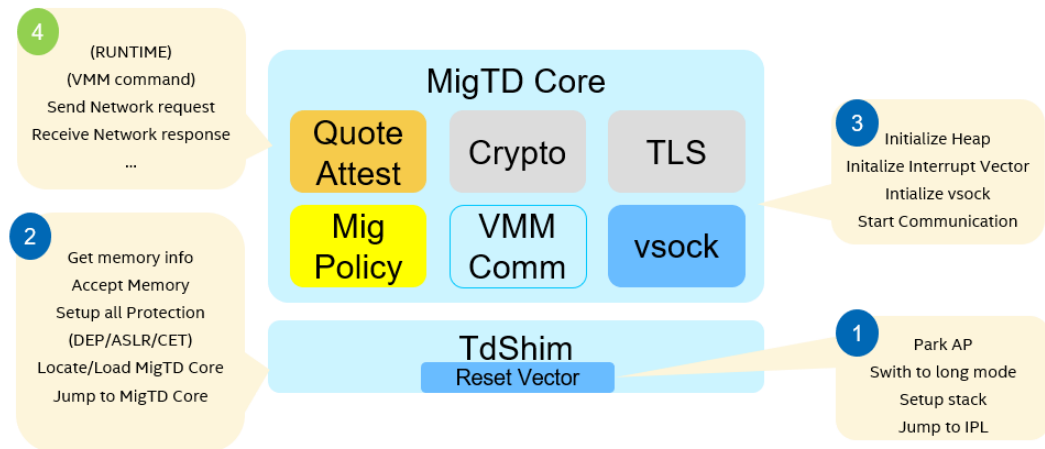 4
(RUNTIME)
(VMM command)
Send Network request
Receive Network response
...
MigTD Core
Quote
Attest
Crypto
TLS
Mig
Policy
VMM
Comm
vsock
3
Initialize Heap
Initalize Interrupt Vector
Intialize vsock
Start Communication
2
Get memory info
Accept Memory
Setup all Protection
(DEP/ASLR/CET)
Locate/Load MigTD Core
Jump to MigTD Core
TdShim
Reset Vector
1
Park AP
Swith to long mode
Setup stack
Jump to IPL